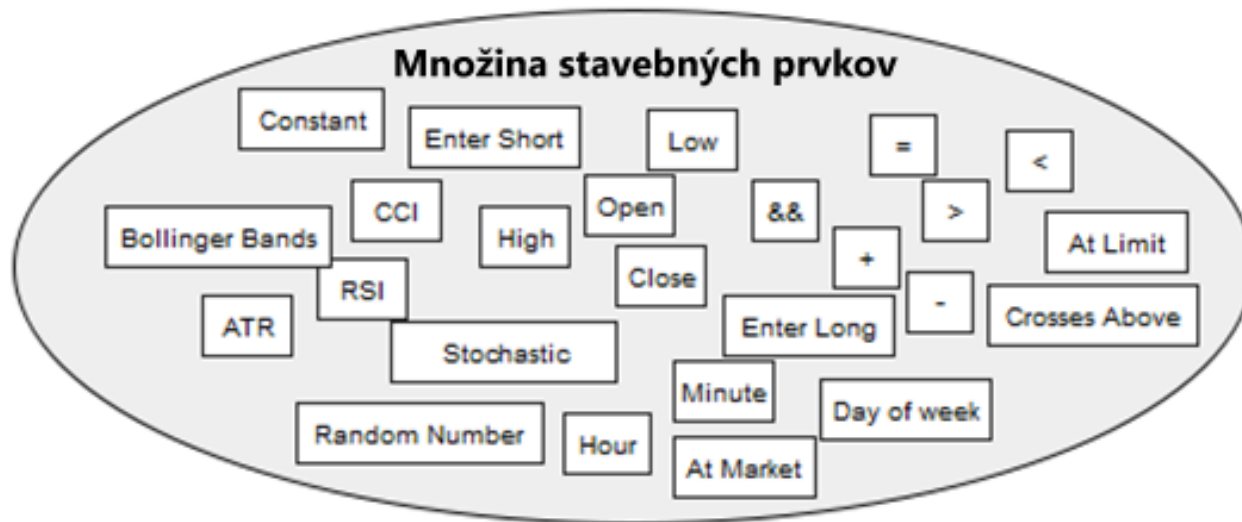 Množina stavebných prvkov
Constant
Enter Short
Low
=
<
CCI
Open
&&
>
Bollinger Bands
High
At Limit
+
Close
RSI
-
Crosses Above
ATR
Enter Long
Stochastic
Minute
Day of week
Random Number
Hour
At Market